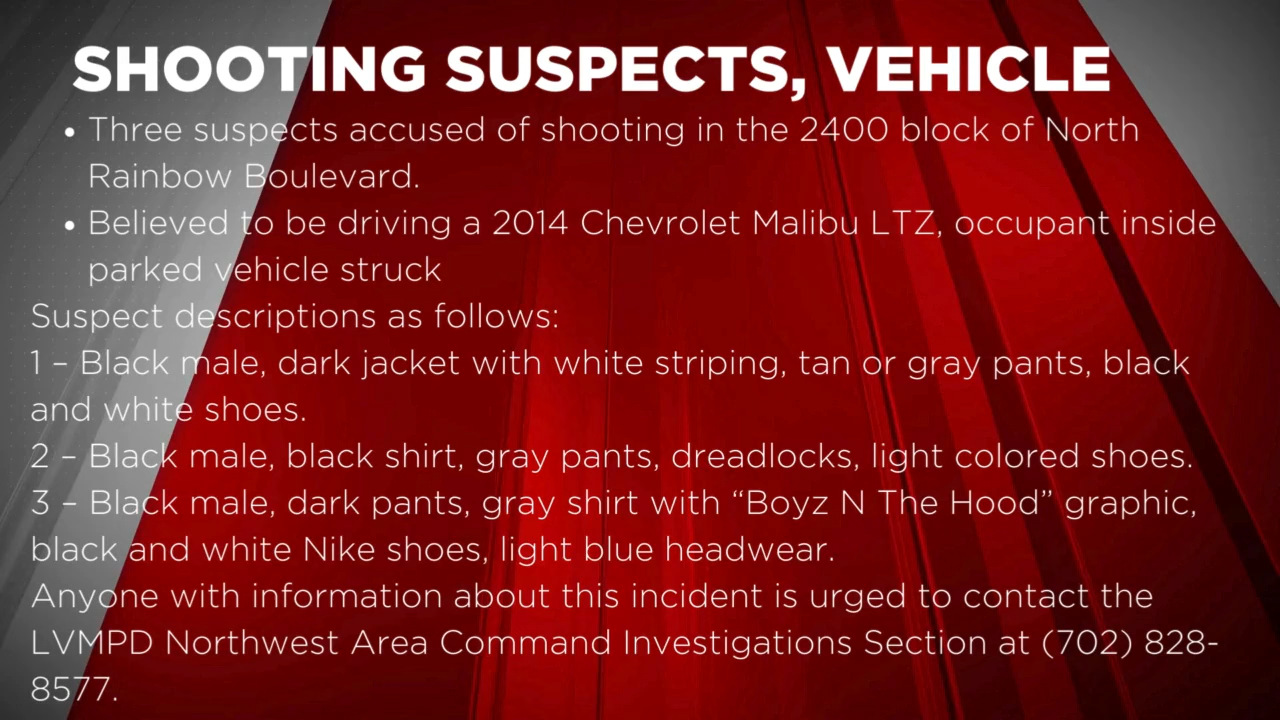 SHOOTING SUSPECTS, VEHICLE
• Three suspects accused of shooting in the 2400 block of North
Rainbow Boulevard.
• Believed to be driving a 2014 Chevrolet Malibu LTZ, occupant inside
parked vehicle struck
Suspect descriptions as follows:
1 – Black male, dark jacket with white striping, tan or gray pants, black
and white shoes.
2 – Black male, black shirt, gray pants, dreadlocks, light colored shoes.
3 – Black male, dark pants, gray shirt with “Boyz N The Hood” graphic,
black and white Nike shoes, light blue headwear.
Anyone with information about this incident is urged to contact the
LVMPD Northwest Area Command Investigations Section at (702) 828-
8577.